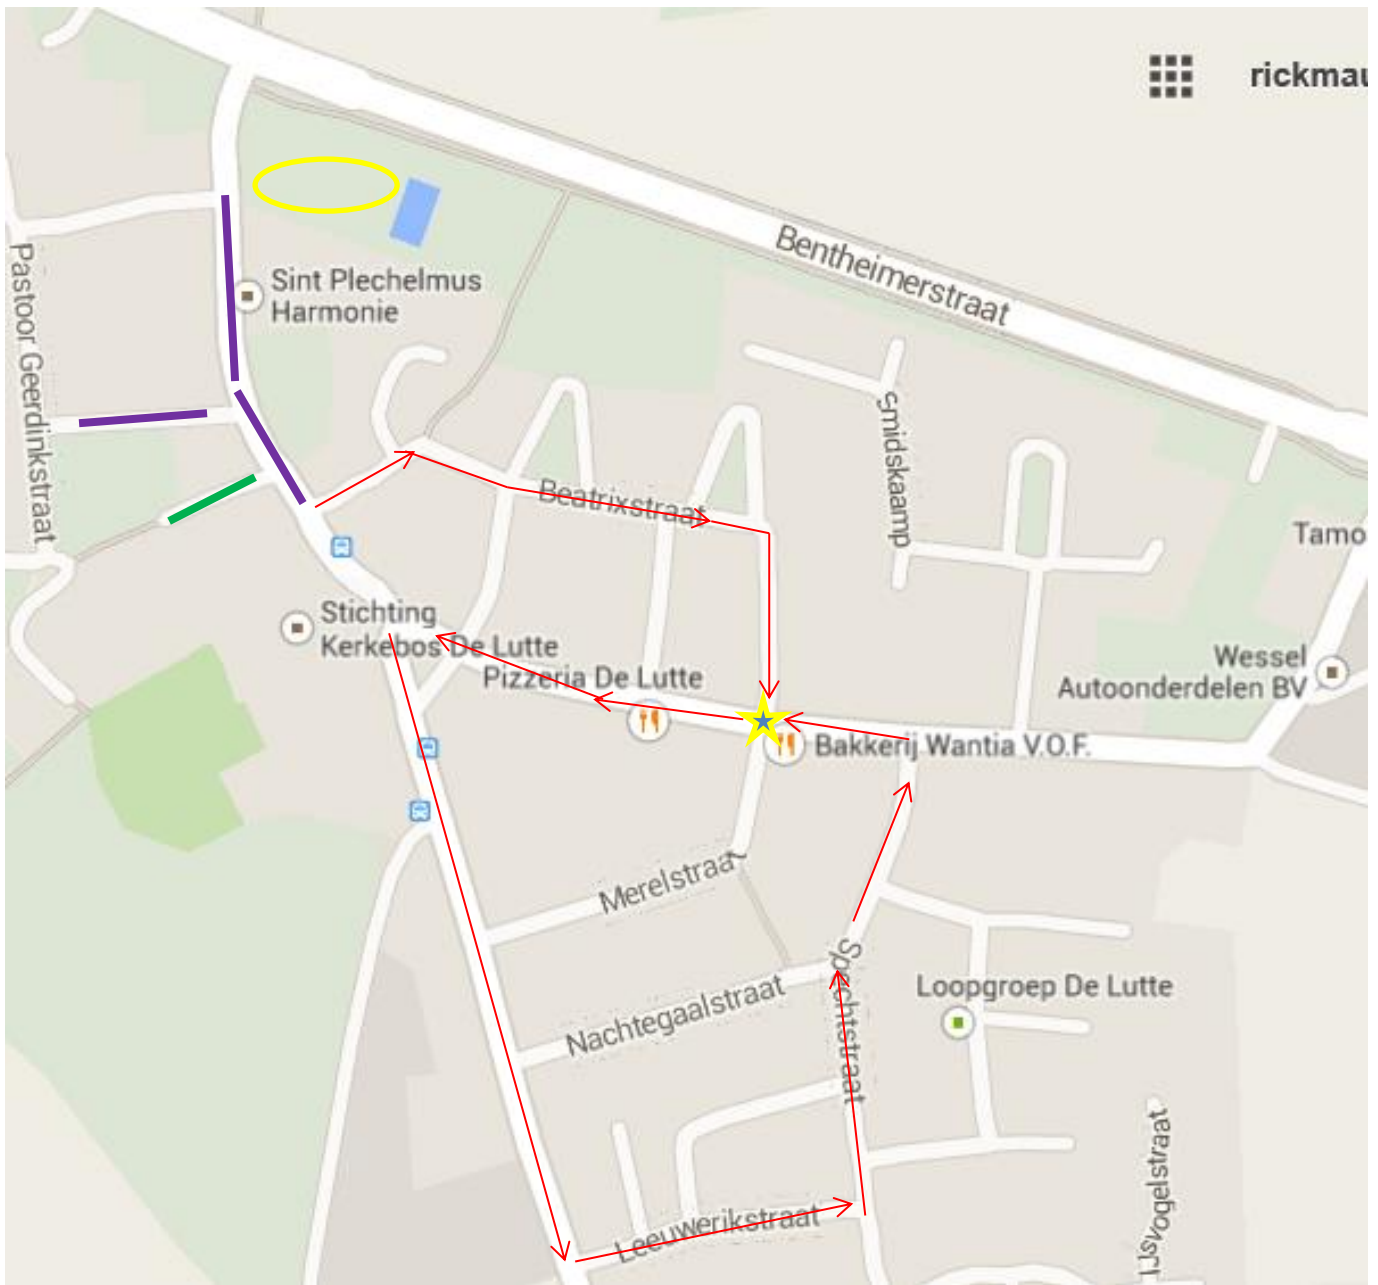 rickmau
Bentheimerstraat
Pastoor Geerdinkstraat
Sint Plechelmus
Harmonie
Smidskaamp
Beatrixstraat
Tamo
Stichting
Kerkebos De Lutte
Pizzeria De Lutte
Wessel
Autoonderdelen BV
Bakkerij Wantia V.O.F.
Merelstraat
Spechtstraat
Nachtegaalstraat
Loopgroep De Lutte
IJsvogelstraat
Leeuwerikstraat